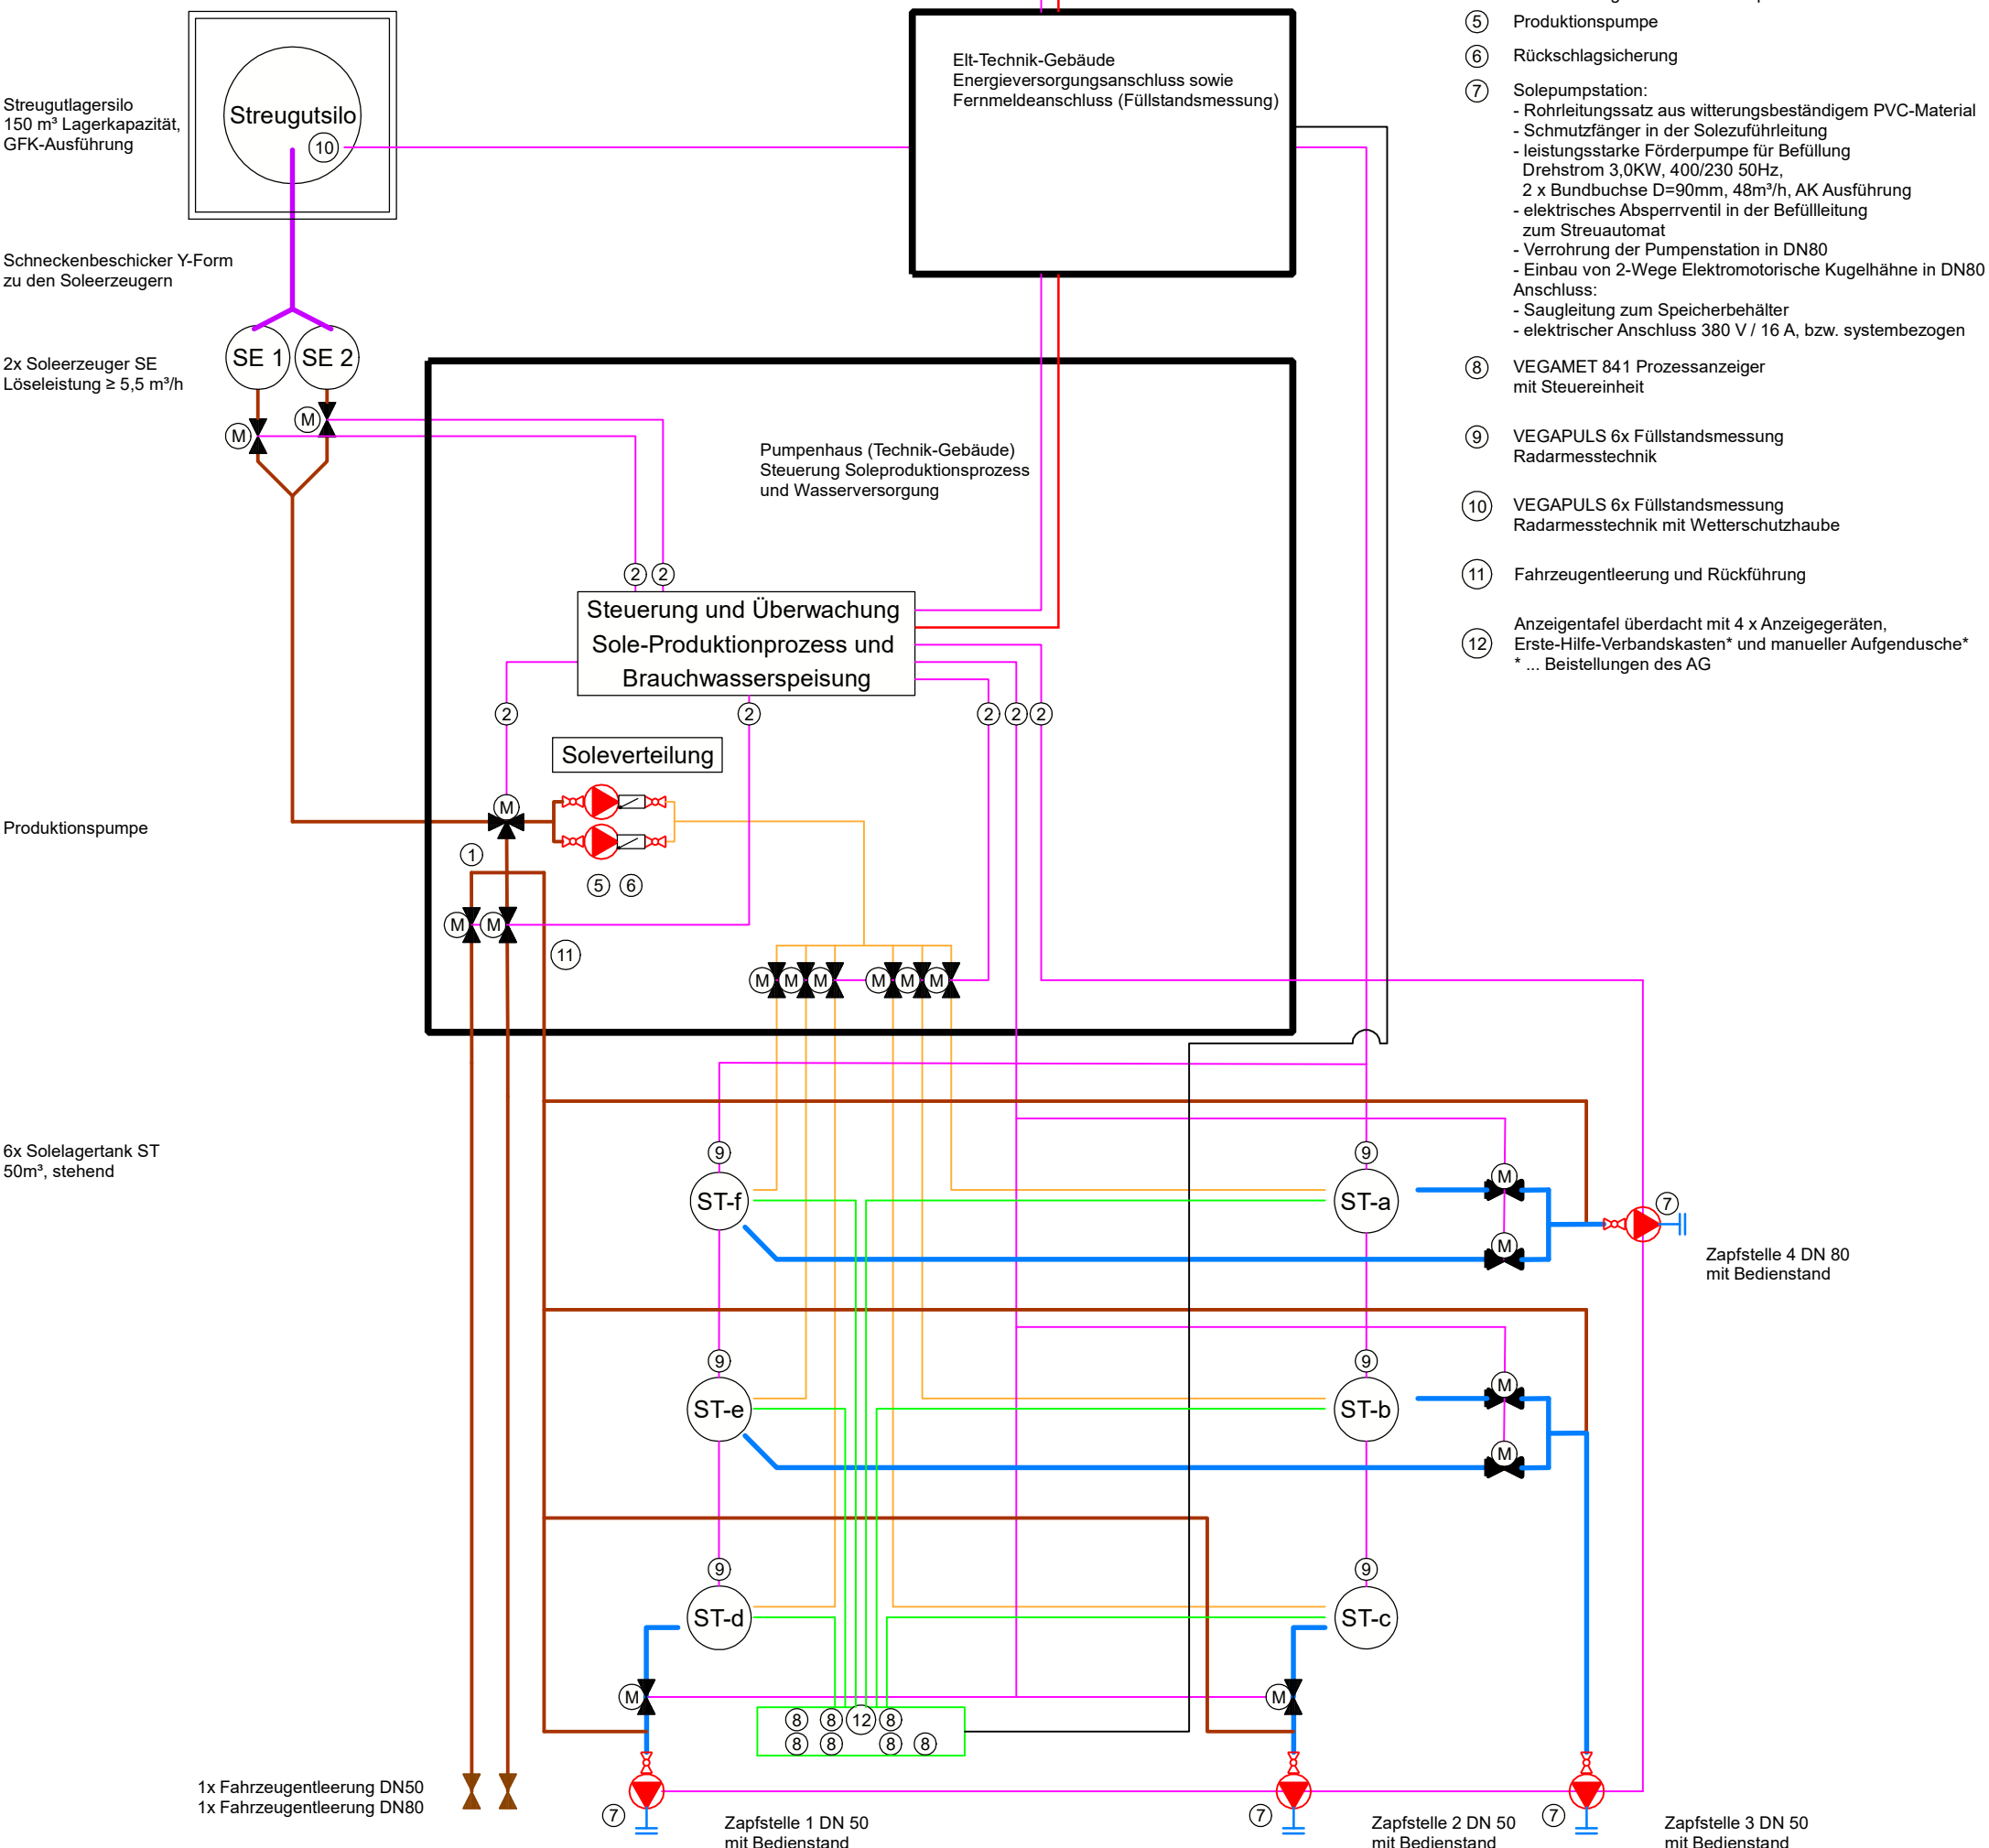 Elt-Technik-Gebäude
Energieversorgungsanschluss sowie
Fernmeldeanschluss (Füllstandsmessung)
Streugutlagersilo
150 m³ Lagerkapazität,
GFK-Ausführung
Streugutsilo
10
Schneckenbeschicker Y-Form
zu den Soleerzeugern
SE 1
SE 2
2x Soleerzeuger SE
Löseleistung ≥ 5,5 m³/h
M
M
Pumpenhaus (Technik-Gebäude)
Steuerung Soleproduktionsprozess
und Wasserversorgung
2
2
Steuerung und Überwachung
Sole-Produktionprozess und
Brauchwasserspeisung
2
2
2
2
2
Soleverteilung
M
Produktionspumpe
1
5
6
M
M
11
M
M
M
M
M
M
6x Solelagertank ST
50m³, stehend
9
9
ST-f
ST-a
M
M
7
Zapfstelle 4 DN 80
mit Bedienstand
9
9
ST-e
ST-b
M
M
9
9
ST-d
ST-c
M
M
8
8
12
8
8
8
8
8
1x Fahrzeugentleerung DN50
1x Fahrzeugentleerung DN80
7
Zapfstelle 1 DN 50
mit Bedienstand
7
Zapfstelle 2 DN 50
mit Bedienstand
7
Zapfstelle 3 DN 50
mit Bedienstand
5 Produktionspumpe
6 Rückschlagsicherung
7 Solepumpstation:
- Rohrleitungssatz aus witterungsbeständigem PVC-Material
- Schmutzfänger in der Solezuführleitung
- leistungsstarke Förderpumpe für Befüllung
Drehstrom 3,0KW, 400/230 50Hz,
2 x Bundbuchse D=90mm, 48m³/h, AK Ausführung
- elektrisches Absperrventil in der Befüllleitung
zum Streuautomat
- Verrohrung der Pumpenstation in DN80
- Einbau von 2-Wege Elektromotorische Kugelhähne in DN80
Anschluss:
- Saugleitung zum Speicherbehälter
- elektrischer Anschluss 380 V / 16 A, bzw. systembezogen
8 VEGAMET 841 Prozessanzeiger
mit Steuereinheit
9 VEGAPULS 6x Füllstandsmessung
Radarmesstechnik
10 VEGAPULS 6x Füllstandsmessung
Radarmesstechnik mit Wetterschutzhaube
11 Fahrzeugentleerung und Rückführung
12 Anzeigentafel überdacht mit 4 x Anzeigegeräten,
Erste-Hilfe-Verbandskasten* und manueller Aufgendusche*
* ... Beistellungen des AG